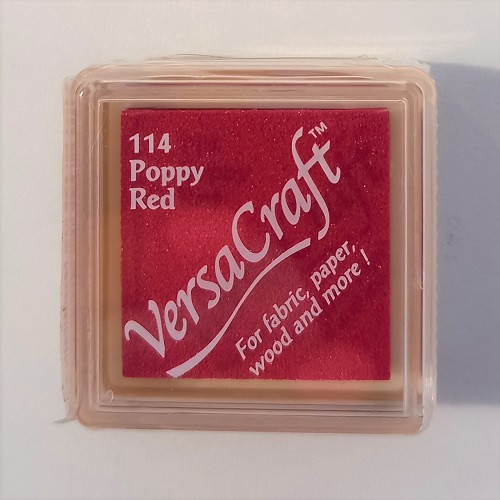 114
Poppy
Red
VersaCraft™
For fabric, paper,
wood and more !